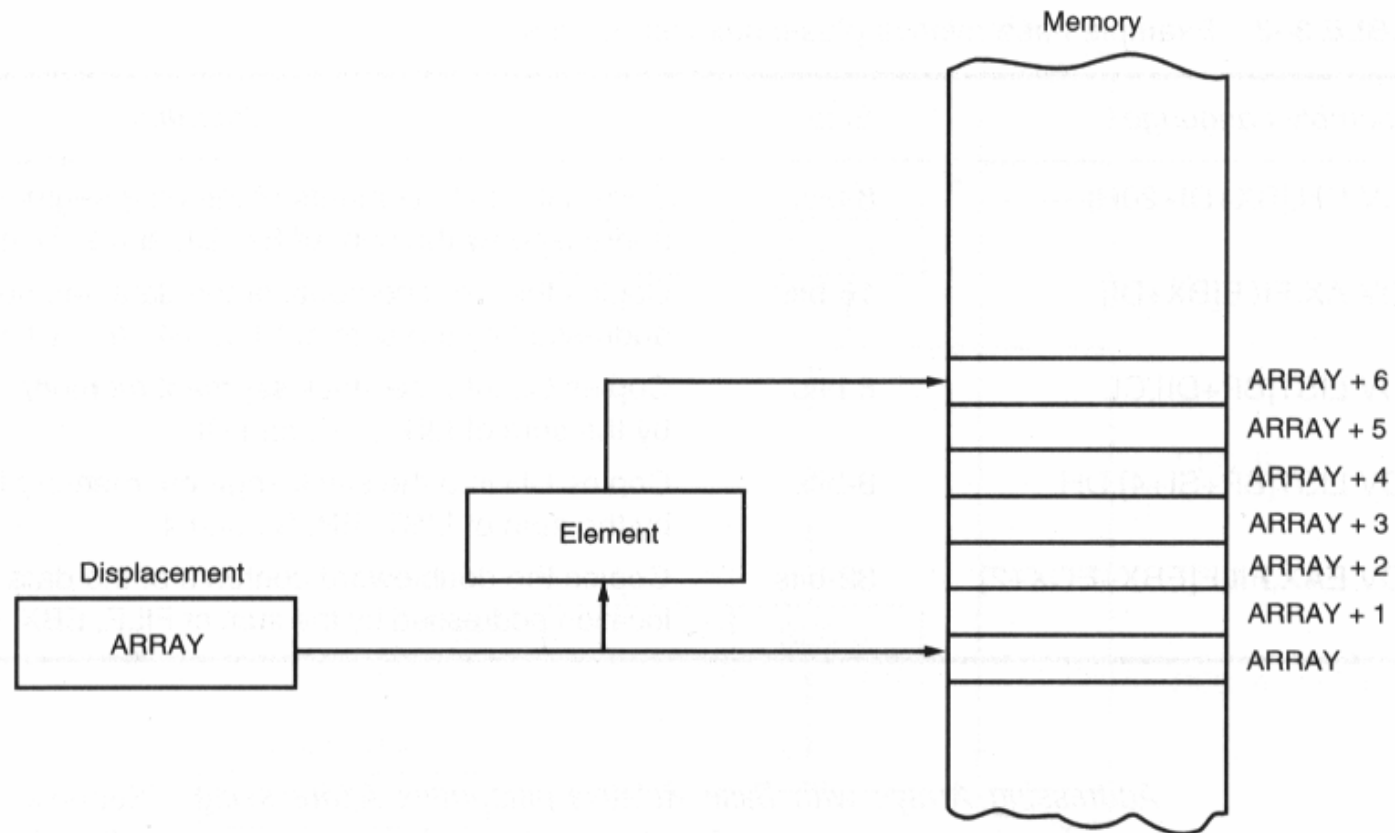 Memory
ARRAY + 6
ARRAY + 5
ARRAY + 4
Element
ARRAY + 3
Displacement
ARRAY + 2
ARRAY + 1
ARRAY
ARRAY